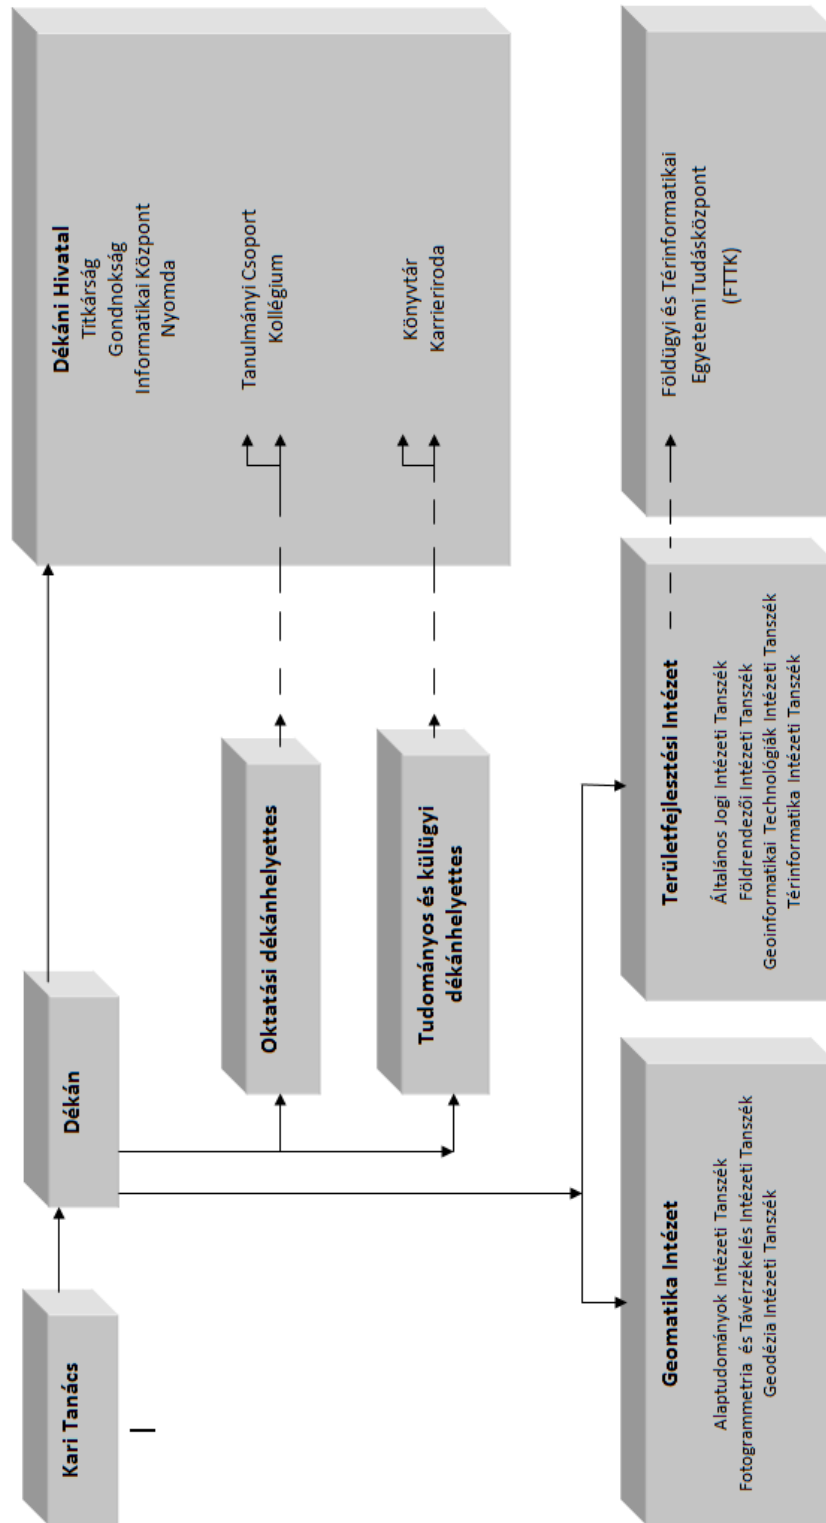 Kari Tanács
Dékán
Dékáni Hivatal
Titkárság
Gondnokság
Informatikai Központ
Nyomda
Tanulmányi Csoport
Kollégium
Könyvtár
Karrieriroda
Oktatási dékánhelyettes
Tudományos és külügyi
dékánhelyettes
Geomatika Intézet
Alaptudományok Intézeti Tanszék
Fotogrammetria és Távérzékelés Intézeti Tanszék
Geodézia Intézeti Tanszék
Területfejlesztési Intézet
Általános Jogi Intézeti Tanszék
Földrendezői Intézeti Tanszék
Geoinformatikai Technológiák Intézeti Tanszék
Térinformatika Intézeti Tanszék
Földügyi és Térinformatikai
Egyetemi Tudásközpont
(FTTK)